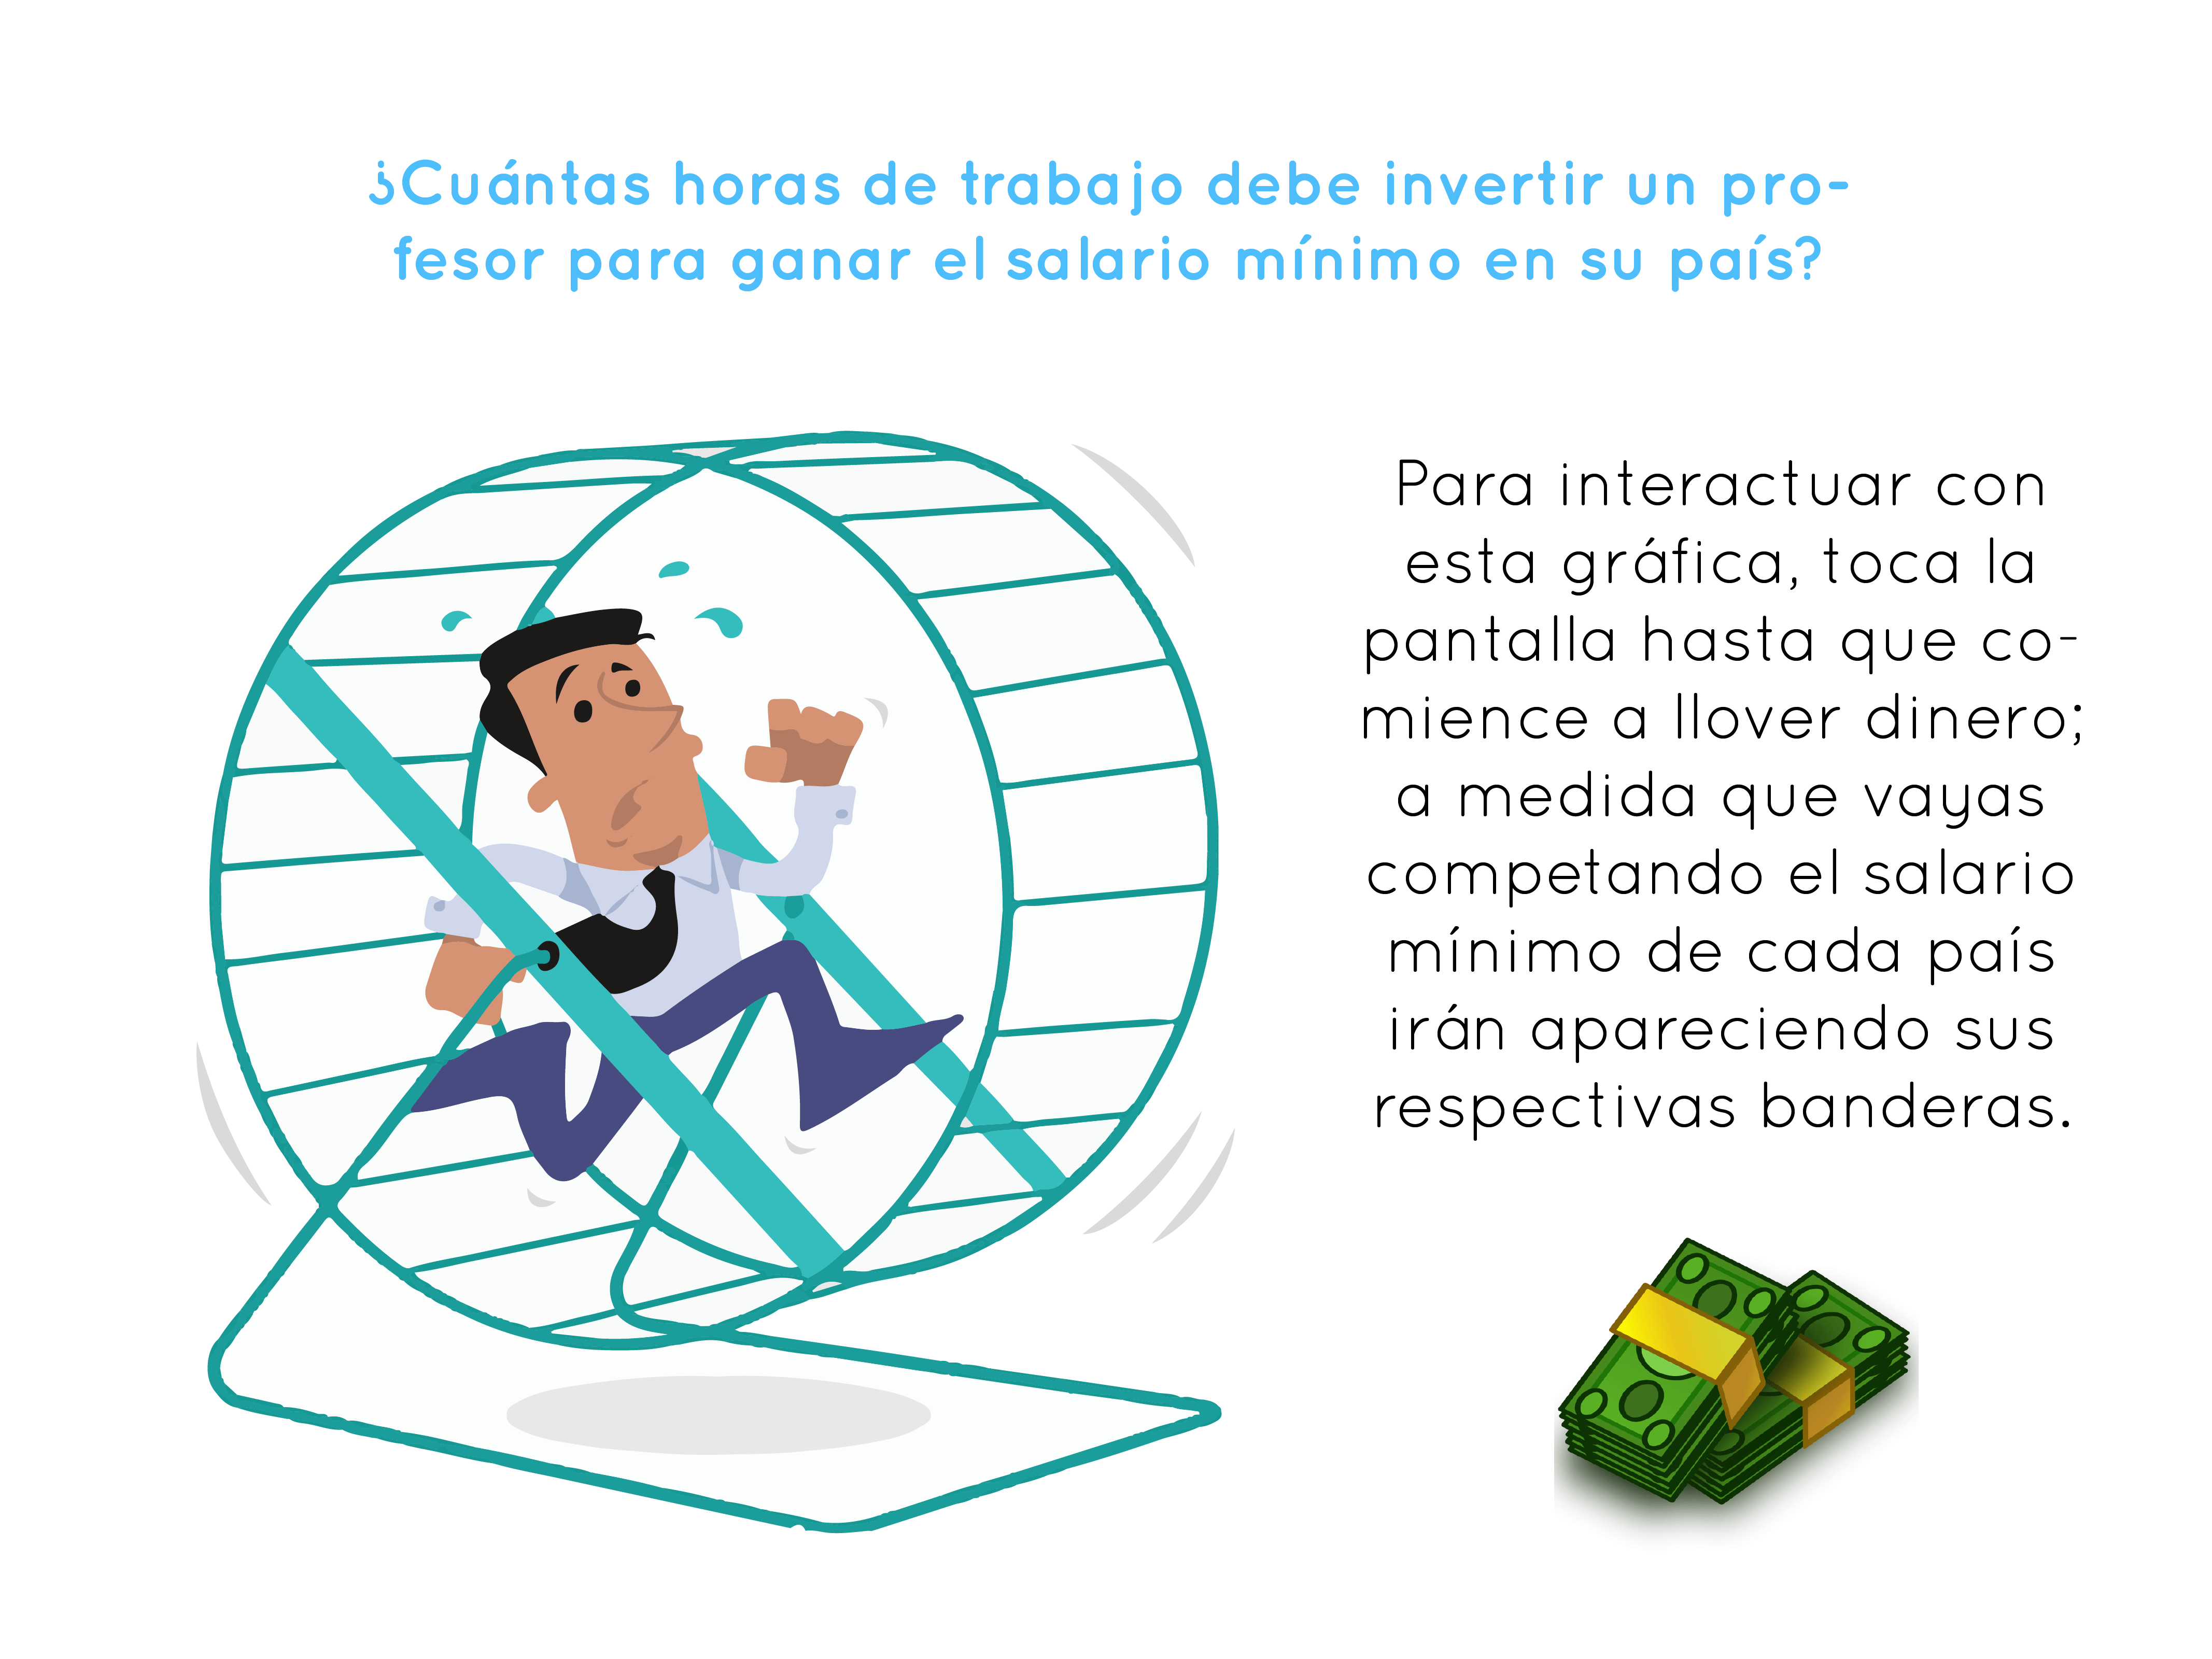 ¿Cuántas horas de trabajo debe invertir un pro-
fesor para ganar el salario mínimo en su país?
Para interactuar con
esta gráfica, toca la
pantalla hasta que co-
mience a llover dinero;
a medida que vayas
competando el salario
mínimo de cada país
irán apareciendo sus
respectivas banderas.